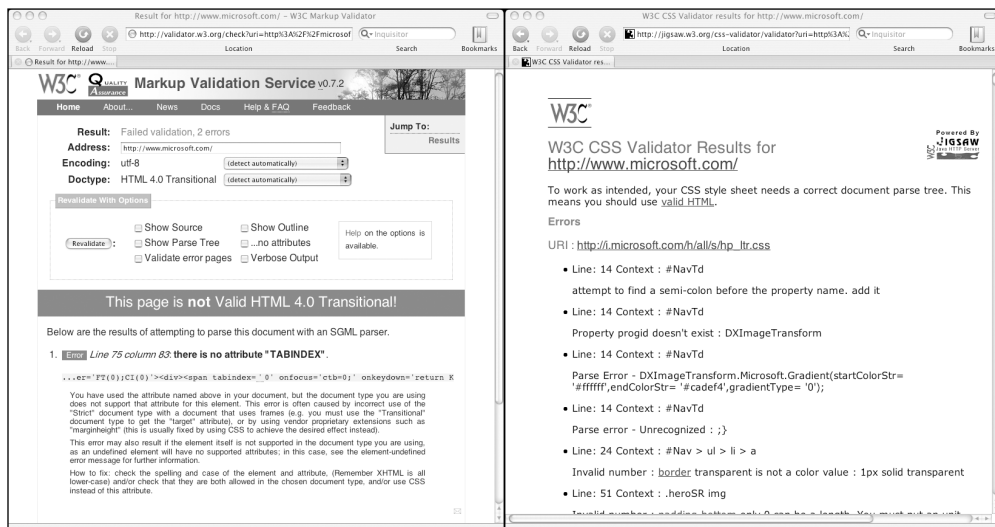 Result for http://www.microsoft.com/ – W3C Markup Validator
http://validator.w3.org/check?uri=http%3A%2F%2Fmicrosof
Inquisitor
Back Forward Reload Stop Location Search Bookmarks
Result for http://www....
W3C® QUALITY Assurance Markup Validation Service v0.7.2
Home About... News Docs Help & FAQ Feedback
Jump To:
Results
Result: Failed validation, 2 errors
Address: http://www.microsoft.com/
Encoding: utf-8 (detect automatically)
Doctype: HTML 4.0 Transitional (detect automatically)
Revalidate With Options
Show Source Show Outline
Revalidate : Show Parse Tree ...no attributes
Validate error pages Verbose Output
Help on the options is
available.
This page is not Valid HTML 4.0 Transitional!
Below are the results of attempting to parse this document with an SGML parser.
1. Error Line 75 column 83: there is no attribute "TABINDEX".
...er='FT(0);CI(0)'><div><span tabindex='0' onfocus='ctb=0;' onkeydown='return K
You have used the attribute named above in your document, but the document type you are using
does not support that attribute for this element. This error is often caused by incorrect use of the
"Strict" document type with a document that uses frames (e.g. you must use the "Transitional"
document type to get the "target" attribute), or by using vendor proprietary extensions such as
"marginheight" (this is usually fixed by using CSS to achieve the desired effect instead).
This error may also result if the element itself is not supported in the document type you are using,
as an undefined element will have no supported attributes; in this case, see the element-undefined
error message for further information.
How to fix: check the spelling and case of the element and attribute, (Remember XHTML is all
lower-case) and/or check that they are both allowed in the chosen document type, and/or use CSS
instead of this attribute.
W3C CSS Validator results for http://www.microsoft.com/
http://jigsaw.w3.org/css-validator/validator?uri=http%3A%2
Inquisitor
Back Forward Reload Stop Location Search Bookmarks
W3C CSS Validator res...
W3C®
Powered By
JIGSAW
Java HTTP Server
W3C
W3C CSS Validator Results for
http://www.microsoft.com/
To work as intended, your CSS style sheet needs a correct document parse tree. This
means you should use valid HTML.
Errors
URI : http://i.microsoft.com/h/all/s/hp_ltr.css
• Line: 14 Context : #NavTd
attempt to find a semi-colon before the property name. add it
• Line: 14 Context : #NavTd
Property progid doesn't exist : DXImageTransform
• Line: 14 Context : #NavTd
Parse Error - DXImageTransform.Microsoft.Gradient(startColorStr=
'#ffffff',endColorStr= '#cadef4',gradientType= '0');
• Line: 14 Context : #NavTd
Parse error - Unrecognized : ;}
• Line: 24 Context : #Nav > ul > li > a
Invalid number : border transparent is not a color value : 1px solid transparent
• Line: 51 Context : .heroSR img
Invalid number : padding-bottom only 0 can be a length. You must put an unit